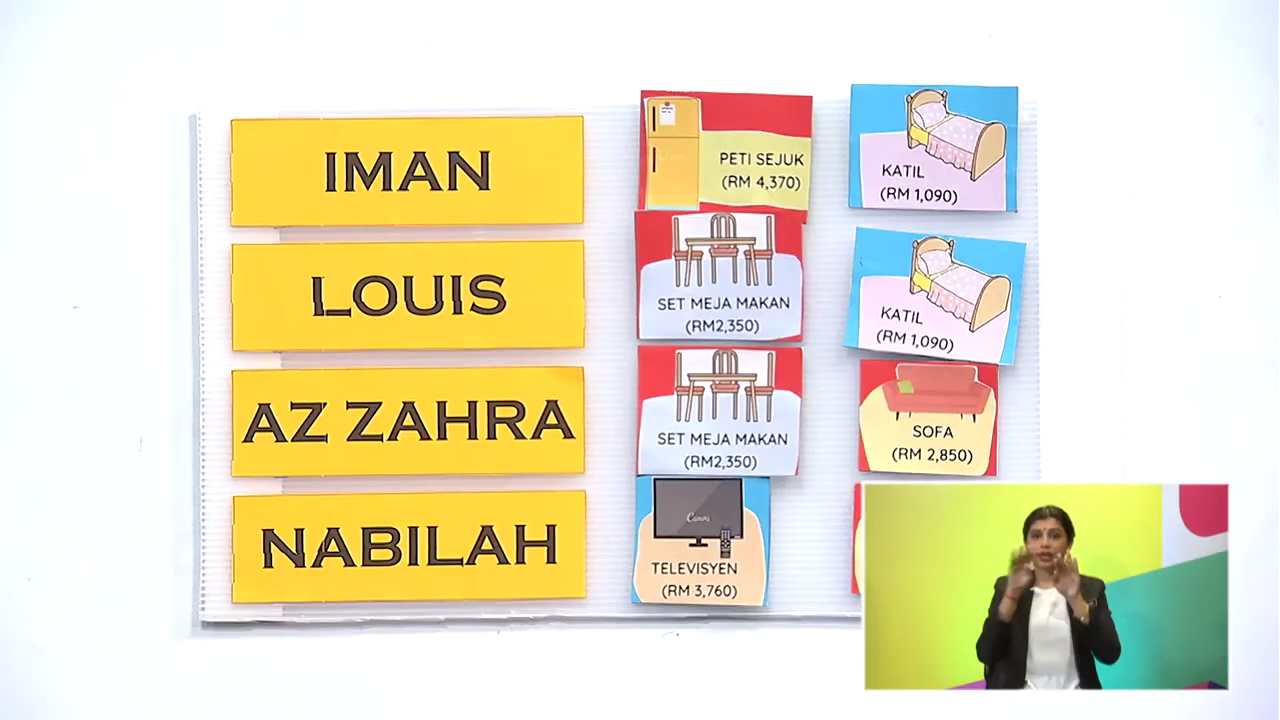 IMAN
PETI SEJUK
(RM 4,370)
KATIL
(RM 1,090)
LOUIS
SET MEJA MAKAN
(RM2,350)
KATIL
(RM 1,090)
AZ ZAHRA
SET MEJA MAKAN
(RM2,350)
SOFA
(RM 2,850)
NABILAH
Canva
TELEVISYEN
(RM 3,760)